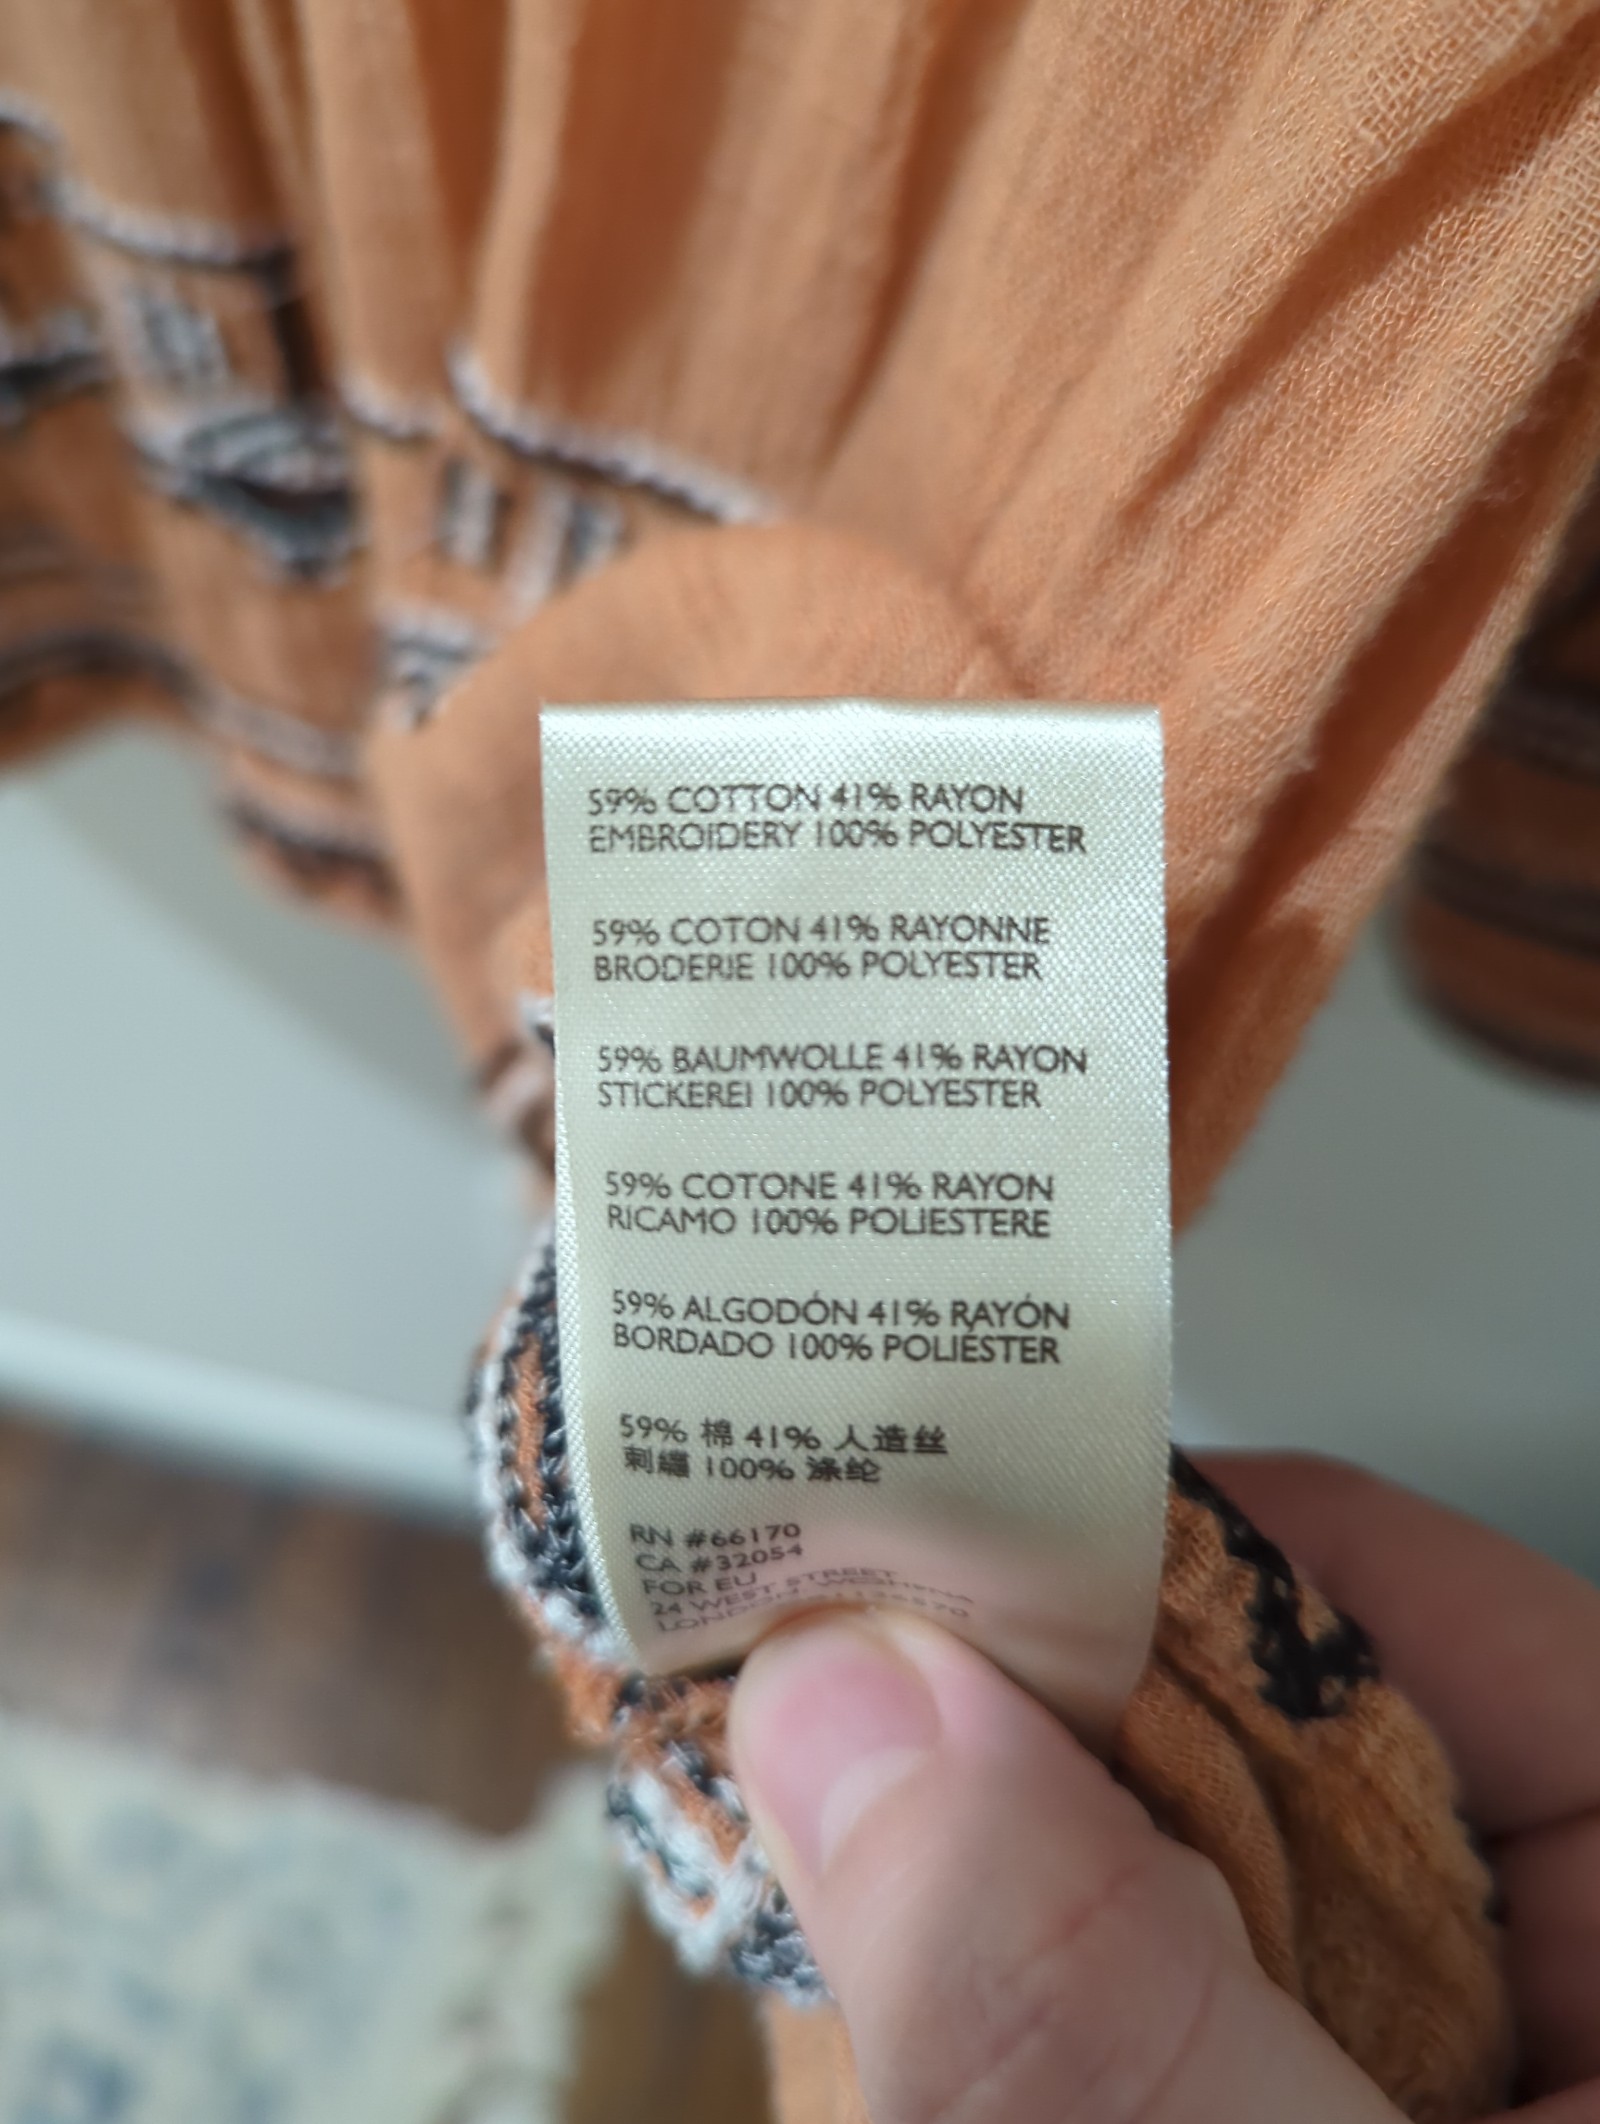 59% COTTON 41% RAYON
EMBROIDERY 100% POLYESTER
59% COTON 41% RAYONNE
BRODERIE 100% POLYESTER
59% BAUMWOLLE 41% RAYON
STICKEREI 100% POLYESTER
59% COTONE 41% RAYON
RICAMO 100% POLIESTERE
59% ALGODÓN 41% RAYÓN
BORDADO 100% POLIÉSTER
59% 棉 41% 人造丝
刺繡 100% 涤纶
RN #66170
CA #32054
FOR EU
24 WEST STREET